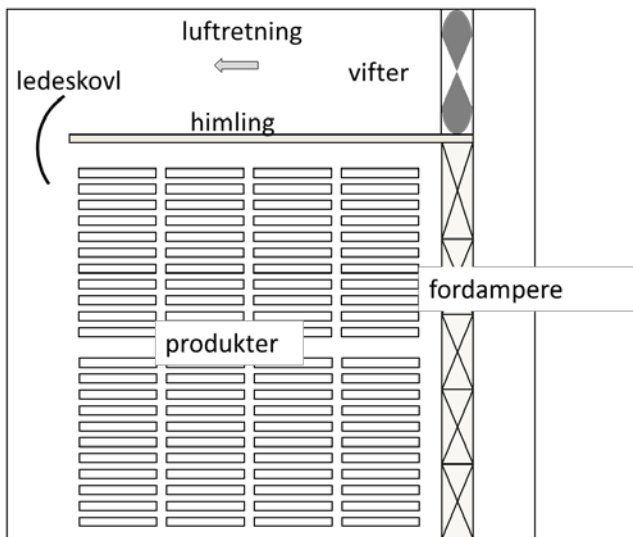 luftretning
vifter
ledeskovl
himling
fordampere
produkter